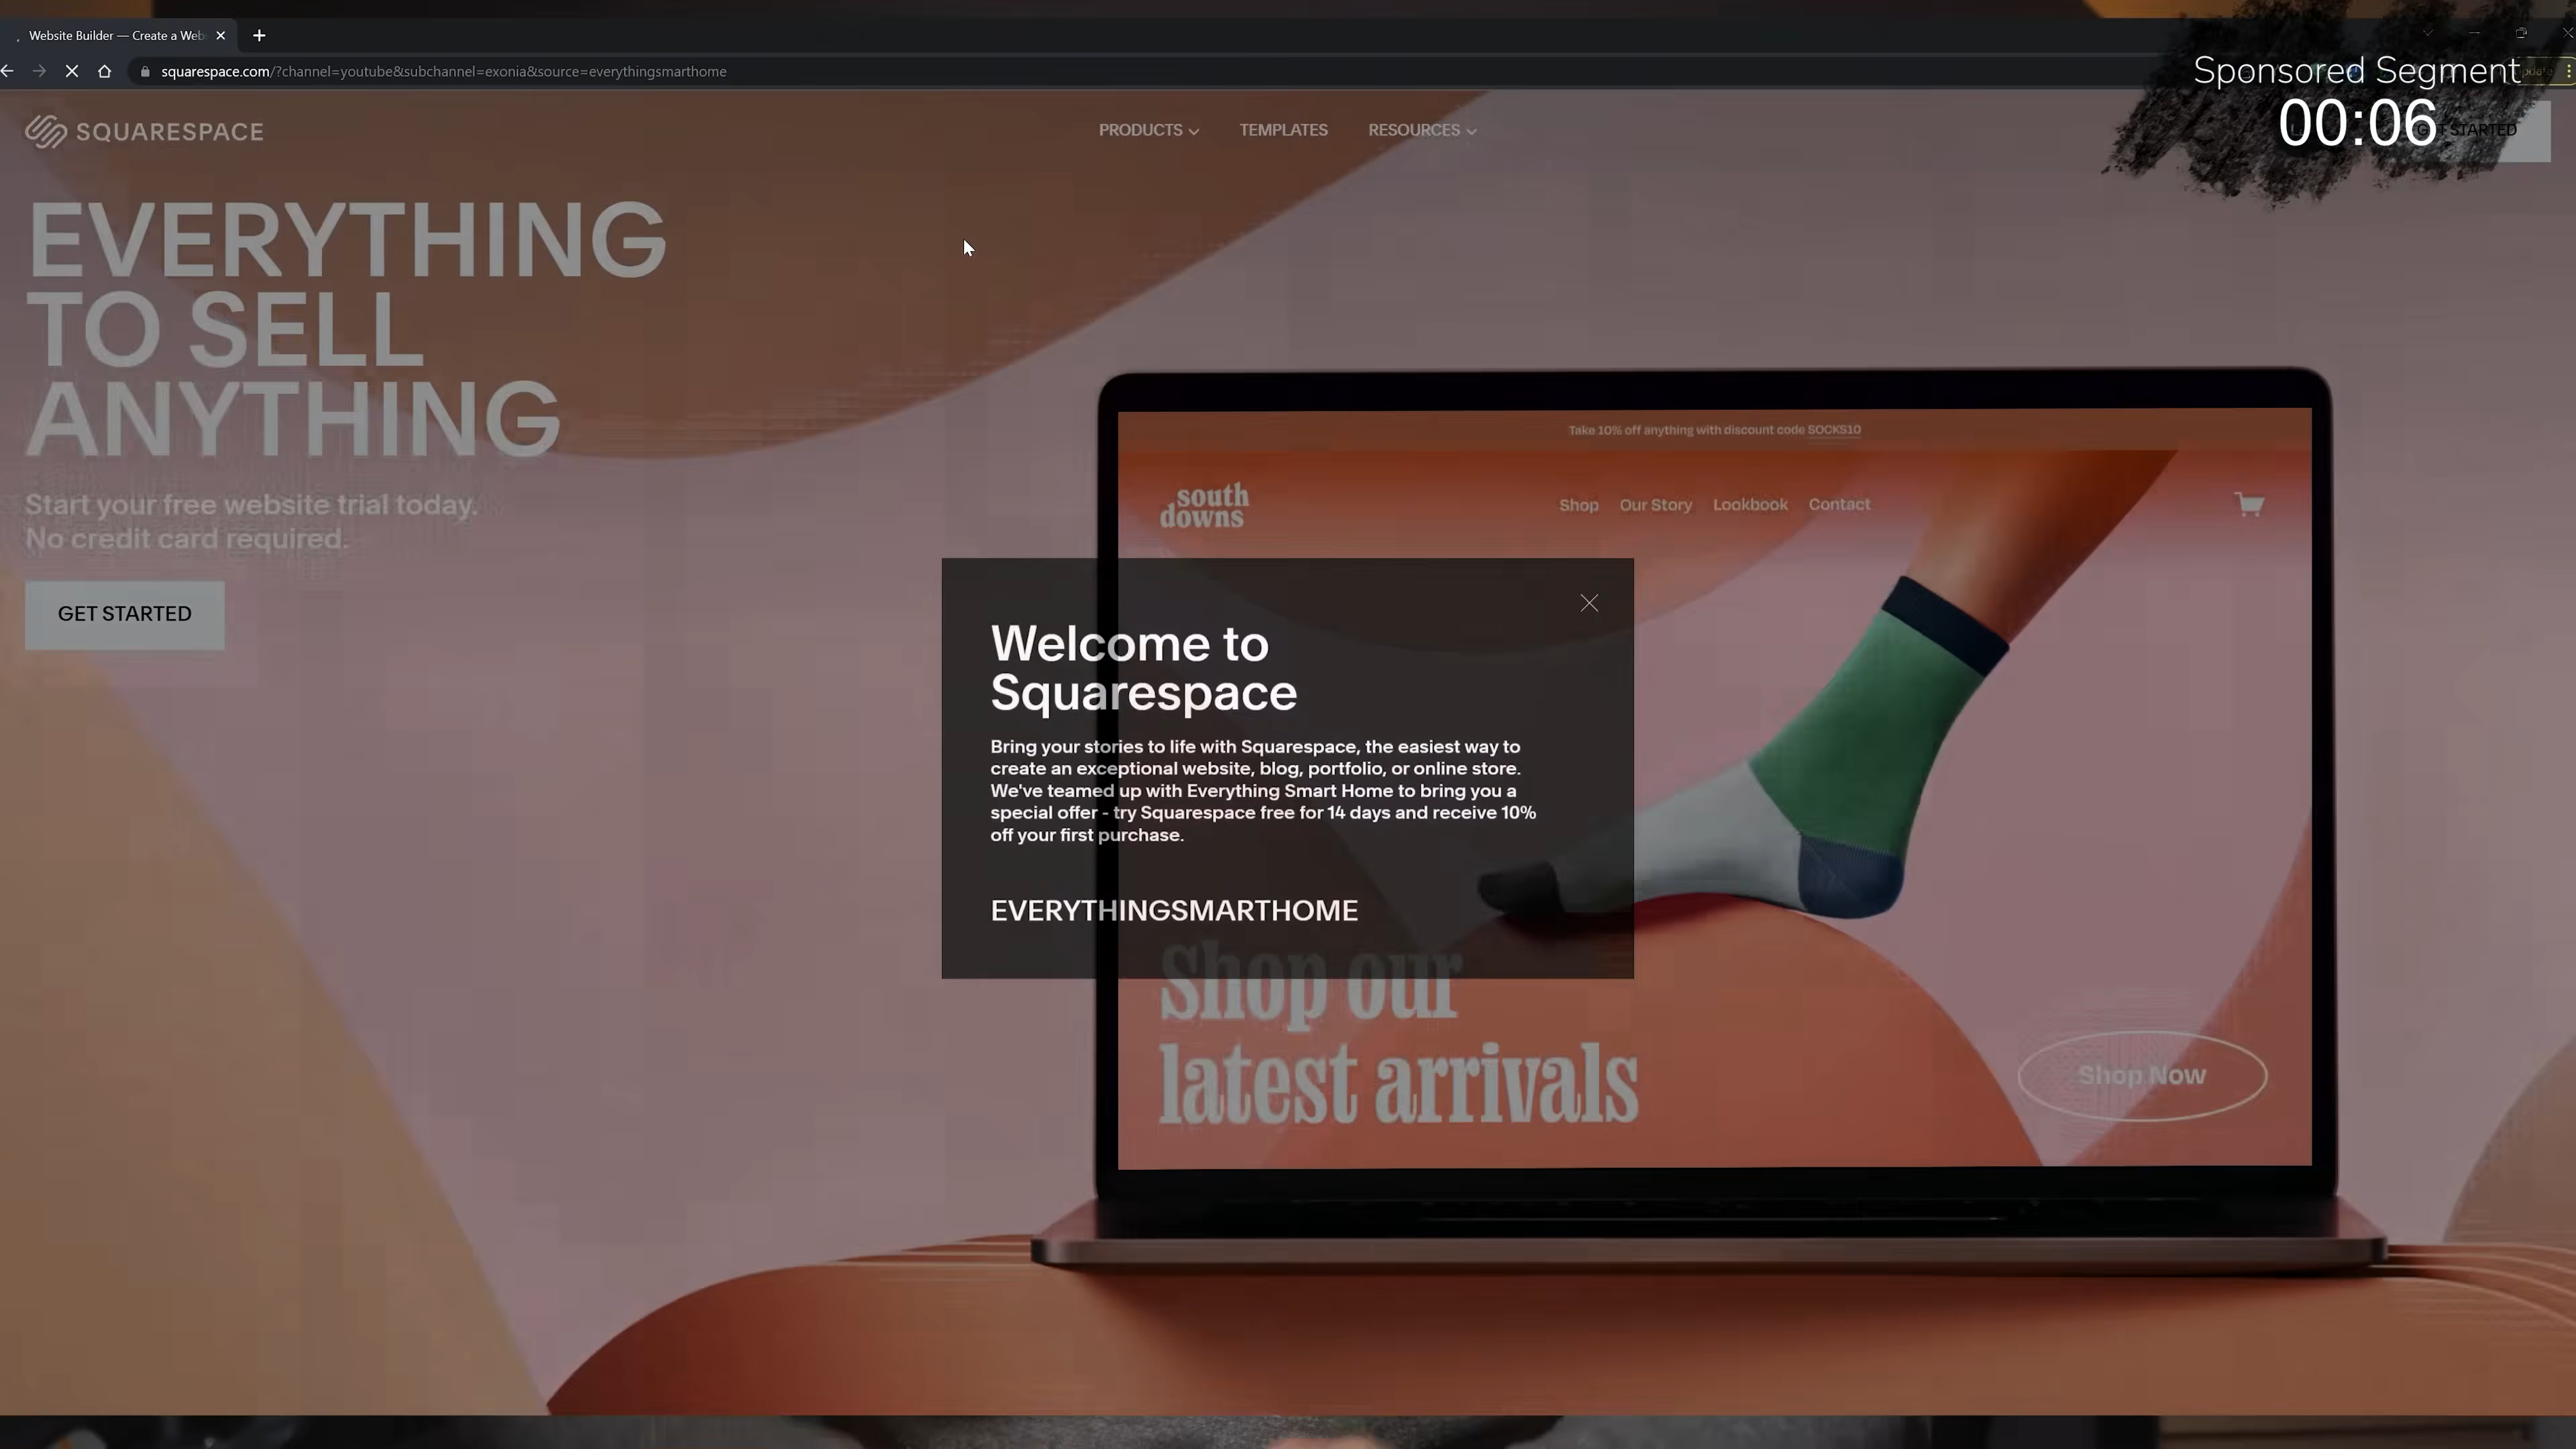 Website Builder — Create a Web
squarespace.com/?channel=youtube&subchannel=exonia&source=everythingsmarthome
Sponsored Segment
00:06
SQUARESPACE
PRODUCTS
TEMPLATES
RESOURCES
GET STARTED
EVERYTHING
TO SELL
ANYTHING
Start your free website trial today.
No credit card required.
GET STARTED
Take 10% off anything with discount code SOCKS10
south
downs
Shop
Our Story
Lookbook
Contact
Welcome to
Squarespace
Bring your stories to life with Squarespace, the easiest way to
create an exceptional website, blog, portfolio, or online store.
We've teamed up with Everything Smart Home to bring you a
special offer - try Squarespace free for 14 days and receive 10%
off your first purchase.
EVERYTHINGSMARTHOME
Shop our
latest arrivals
Shop Now